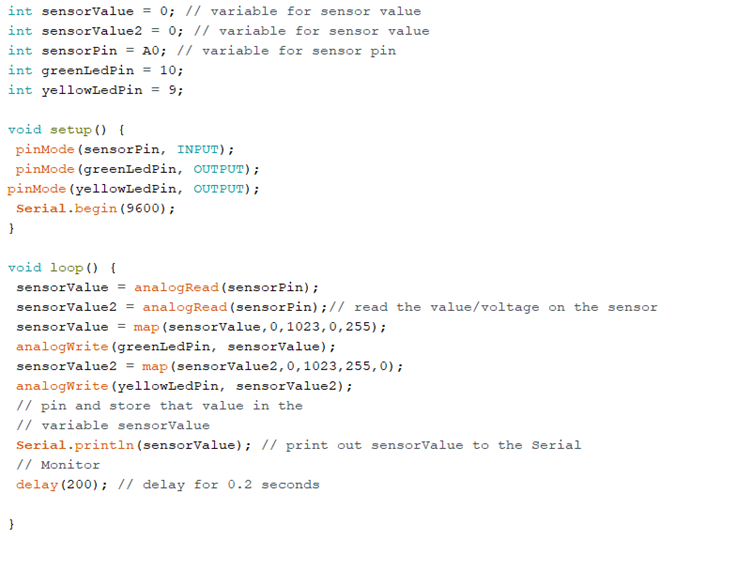 int sensorValue = 0; // variable for sensor value
int sensorValue2 = 0; // variable for sensor value
int sensorPin = A0; // variable for sensor pin
int greenLedPin = 10;
int yellowLedPin = 9;

void setup() {
 pinMode(sensorPin, INPUT);
 pinMode(greenLedPin, OUTPUT);
pinMode(yellowLedPin, OUTPUT);
 Serial.begin(9600);
}

void loop() {
 sensorValue = analogRead(sensorPin);
 sensorValue2 = analogRead(sensorPin);// read the value/voltage on the sensor
 sensorValue = map(sensorValue,0,1023,0,255);
 analogWrite(greenLedPin, sensorValue);
 sensorValue2 = map(sensorValue2,0,1023,255,0);
 analogWrite(yellowLedPin, sensorValue2);
 // pin and store that value in the
 // variable sensorValue
 Serial.println(sensorValue); // print out sensorValue to the Serial
 // Monitor
 delay(200); // delay for 0.2 seconds

}